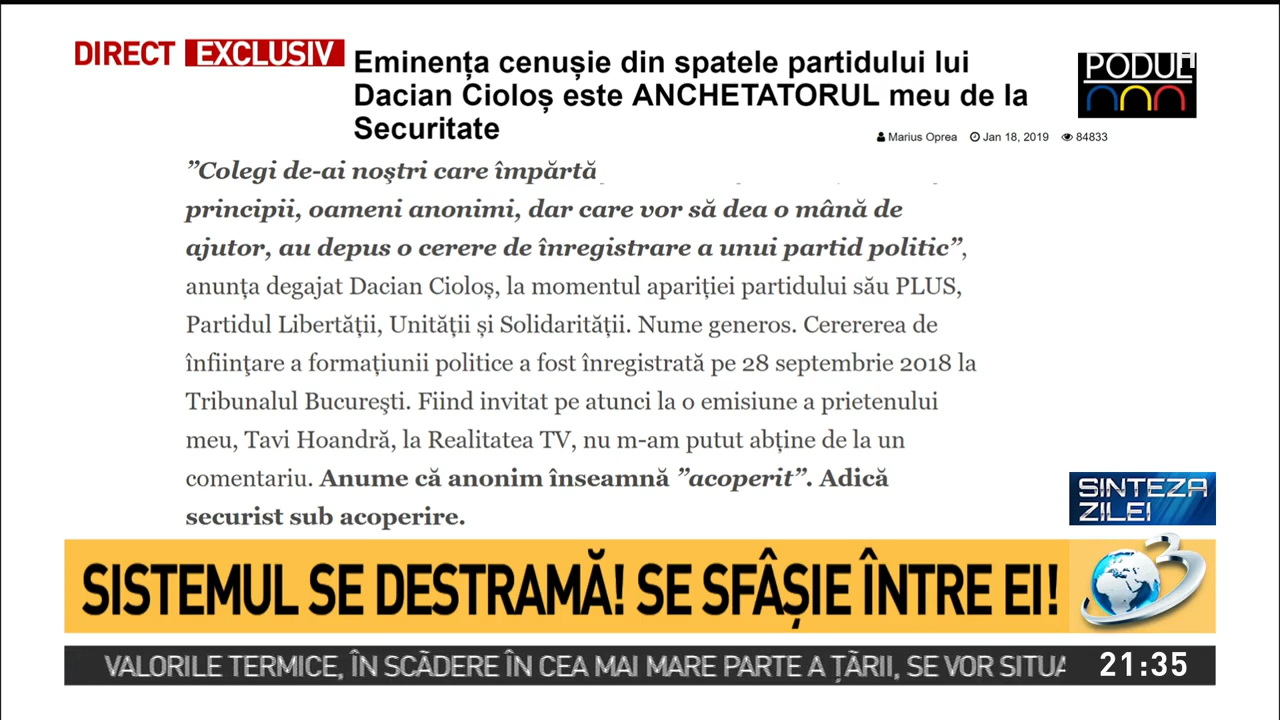 DIRECT EXCLUSIV
Eminența cenușie din spatele partidului lui
Dacian Cioloș este ANCHETATORUL meu de la
Securitate
PODUL
Marius Oprea Jan 18, 2019 84833
”Colegi de-ai noştri care împărtă
principii, oameni anonimi, dar care vor să dea o mână de
ajutor, au depus o cerere de înregistrare a unui partid politic”,
anunța degajat Dacian Cioloș, la momentul apariției partidului său PLUS,
Partidul Libertății, Unității și Solidarității. Nume generos. Cerererea de
înfiinţare a formațiunii politice a fost înregistrată pe 28 septembrie 2018 la
Tribunalul Bucureşti. Fiind invitat pe atunci la o emisiune a prietenului
meu, Tavi Hoandră, la Realitatea TV, nu m-am putut abține de la un
comentariu. Anume că anonim înseamnă ”acoperit”. Adică
securist sub acoperire.
SINTEZA
ZILEI
SISTEMUL SE DESTRAMĂ! SE SFÂȘIE ÎNTRE EI!
3
VALORILE TERMICE, ÎN SCĂDERE ÎN CEA MAI MARE PARTE A ȚĂRII, SE VOR SITUA
21:35